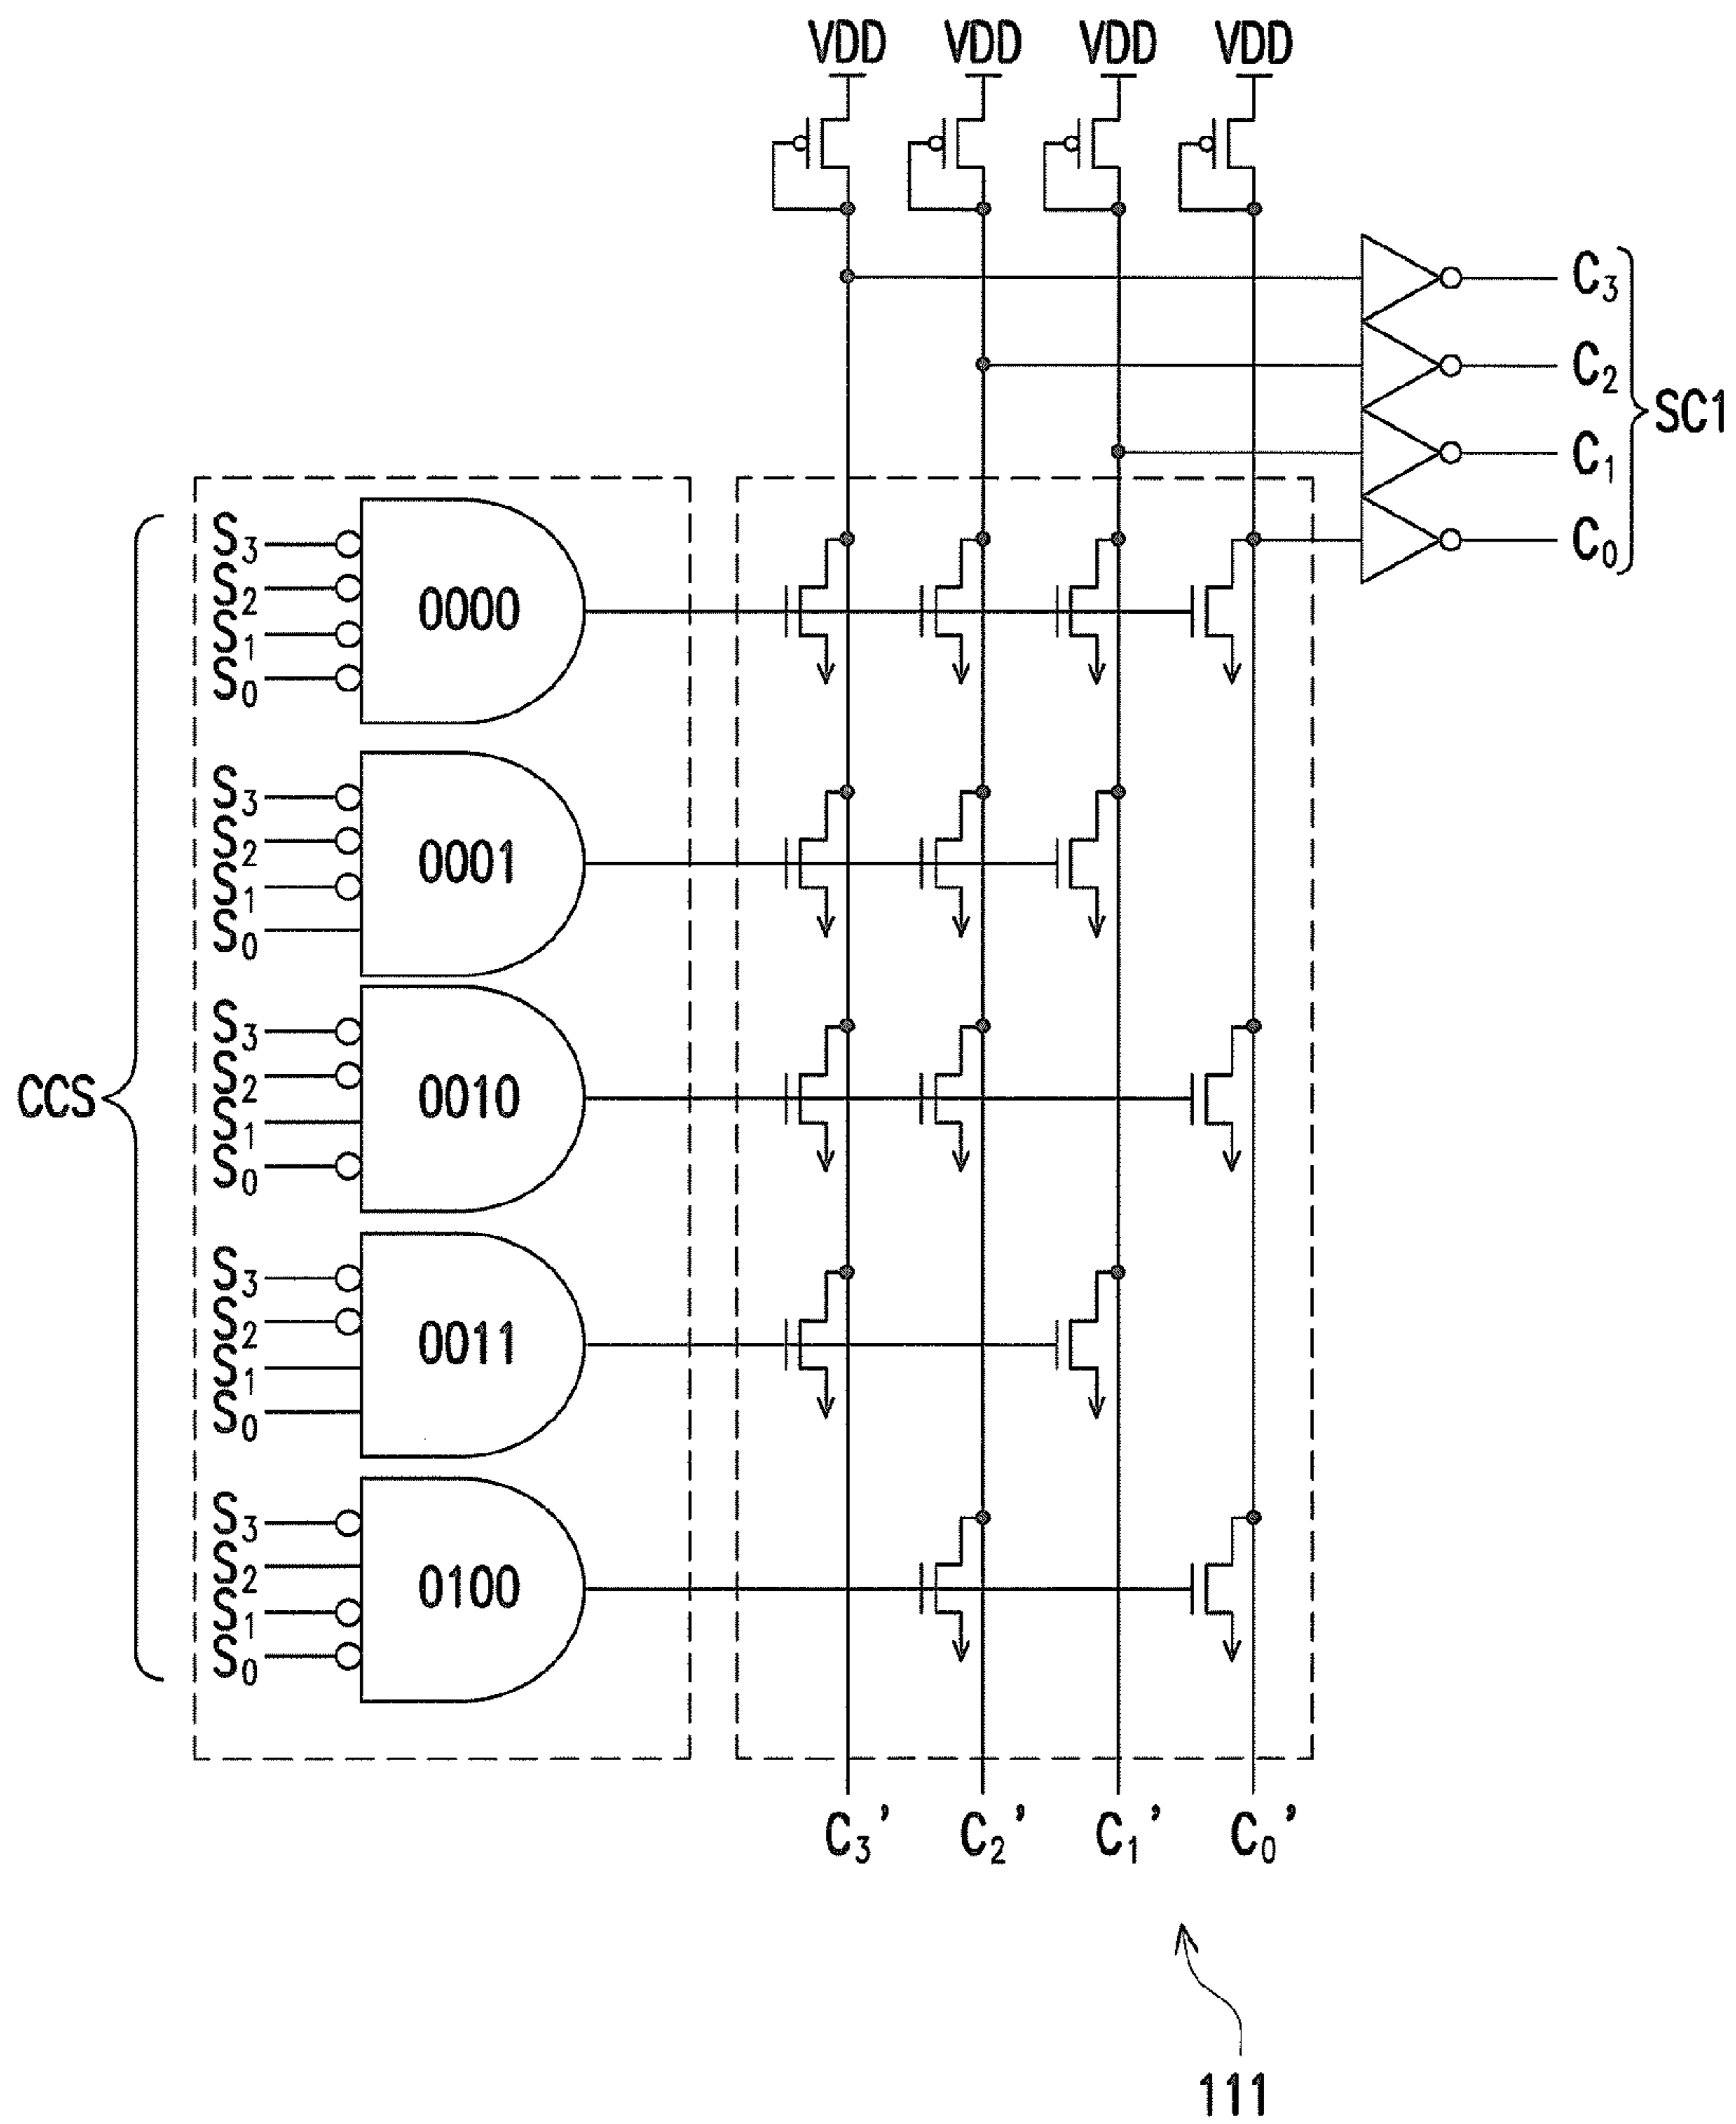 VDD VDD VDD VDD
C3
C2
SC1
C1
C0
S3
S2
S1
S0
0000
S3
S2
S1
S0
0001
CCS
S3
S2
S1
S0
0010
S3
S2
S1
S0
0011
S3
S2
S1
S0
0100
C3' C2' C1' C0'
111